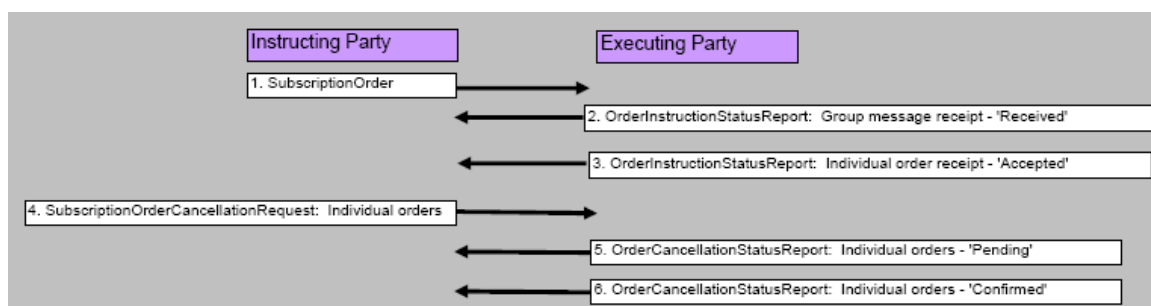 Instructing Party
Executing Party
1. SubscriptionOrder
2. OrderInstructionStatusReport: Group message receipt - 'Received'
3. OrderInstructionStatusReport: Individual order receipt - 'Accepted'
4. SubscriptionOrderCancellationRequest: Individual orders
5. OrderCancellationStatusReport: Individual orders - 'Pending'
6. OrderCancellationStatusReport: Individual orders - 'Confirmed'